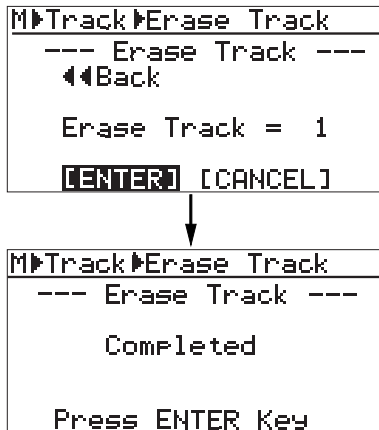 M▶Track▶Erase Track
--- Erase Track ---
◀◀Back
Erase Track = 1
[ENTER] [CANCEL]
M▶Track▶Erase Track
--- Erase Track ---
Completed
Press ENTER Key